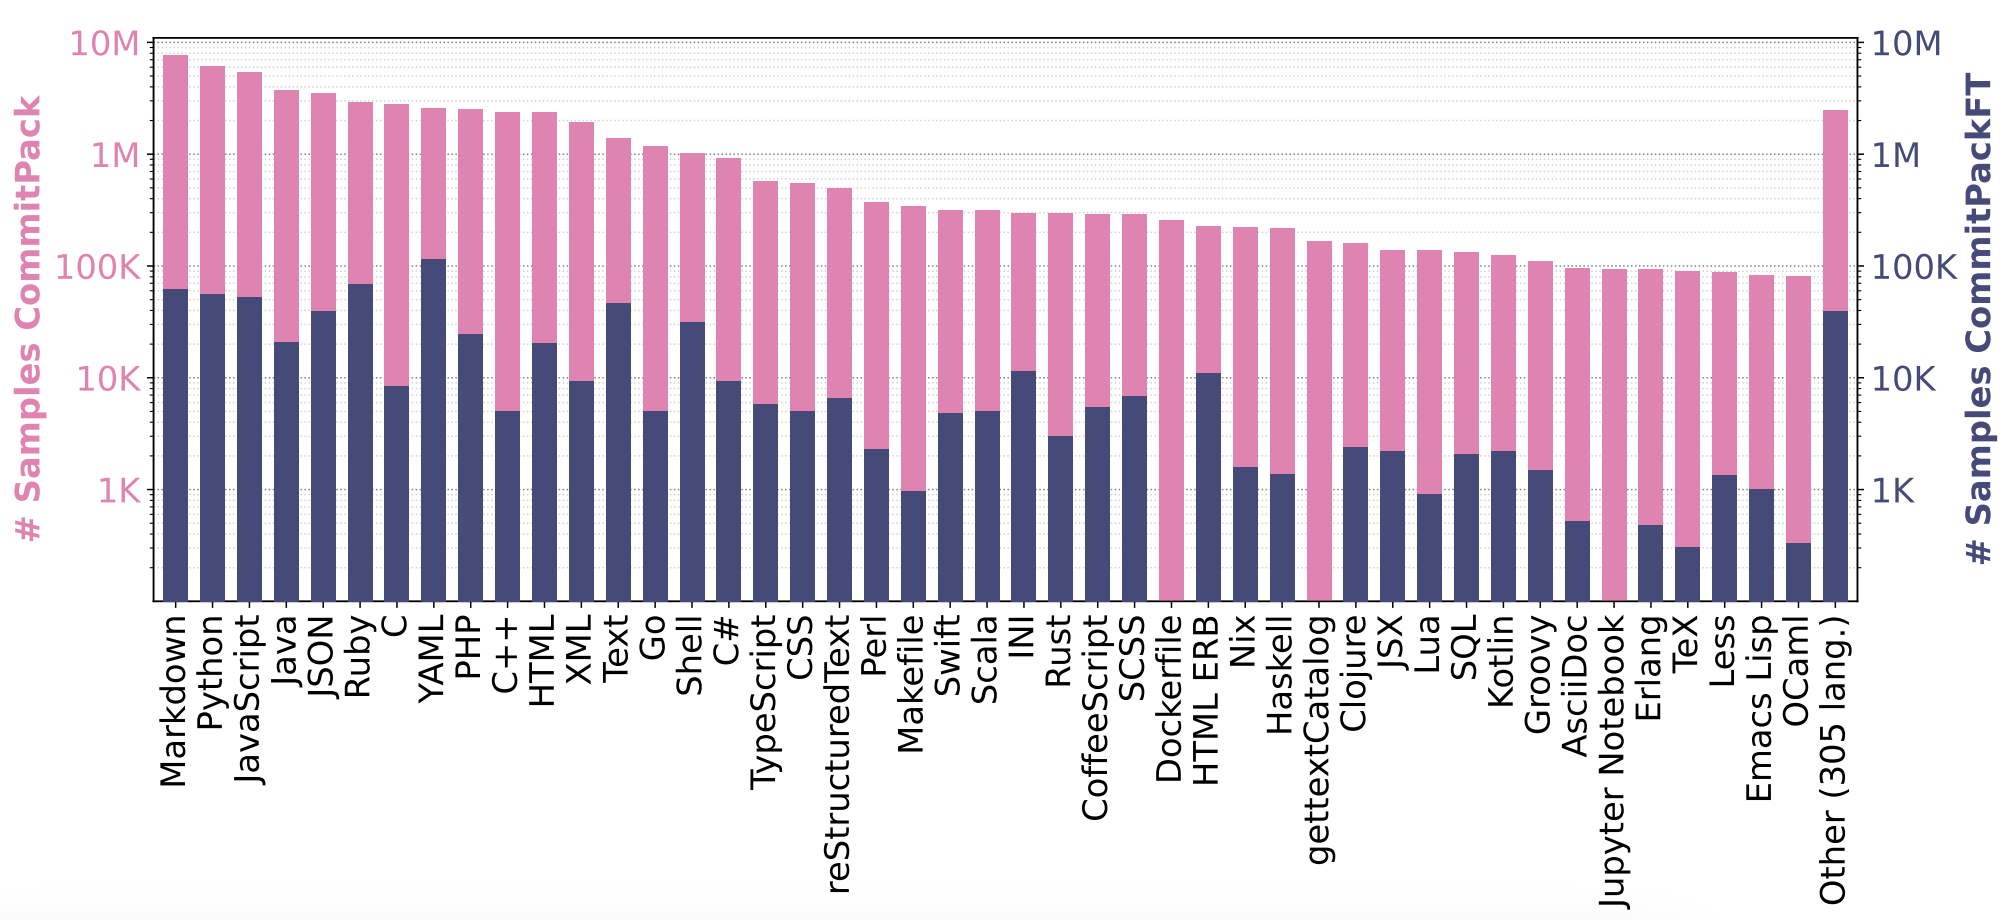 # Samples CommitPack
10M
1M
100K
10K
1K
10M
1M
100K
10K
1K
# Samples CommitPackFT
Markdown
Python
JavaScript
Java
JSON
Ruby
C
YAML
PHP
C++
HTML
XML
Text
Go
Shell
C#
TypeScript
CSS
reStructuredText
Perl
Makefile
Swift
Scala
INI
Rust
CoffeeScript
SCSS
Dockerfile
HTML ERB
Nix
Haskell
gettextCatalog
Clojure
JSX
Lua
SQL
Kotlin
Groovy
AsciiDoc
Jupyter Notebook
Erlang
TeX
Less
Emacs Lisp
OCaml
Other (305 lang.)